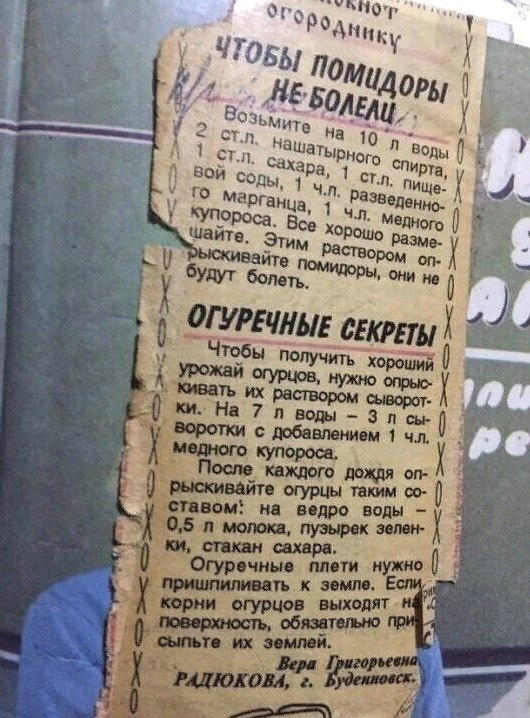 огороднику
ЧТОБЫ ПОМИДОРЫ
НЕ БОЛЕЛИ
Возьмите на 10 л воды
2 ст.л. нашатырного спирта,
1 ст.л. сахара, 1 ст.л. пище-
вой соды, 1 ч.л. разведенно-
го марганца, 1 ч.л. медного
купороса. Все хорошо разме-
шайте. Этим раствором оп-
рыскивайте помидоры, они не
будут болеть.
ОГУРЕЧНЫЕ СЕКРЕТЫ
Чтобы получить хороший
урожай огурцов, нужно опрыс-
кивать их раствором сыворот-
ки. На 7 л воды – 3 л сы-
воротки с добавлением 1 ч.л.
медного купороса.
После каждого дождя оп-
рыскивайте огурцы таким со-
ставом: на ведро воды –
0,5 л молока, пузырек зелен-
ки, стакан сахара.
Огуречные плети нужно
пришпиливать к земле. Если
корни огурцов выходят на
поверхность, обязательно при-
сыпьте их землей.
Вера Григорьевна
РАДЮКОВА, г. Буденновск.